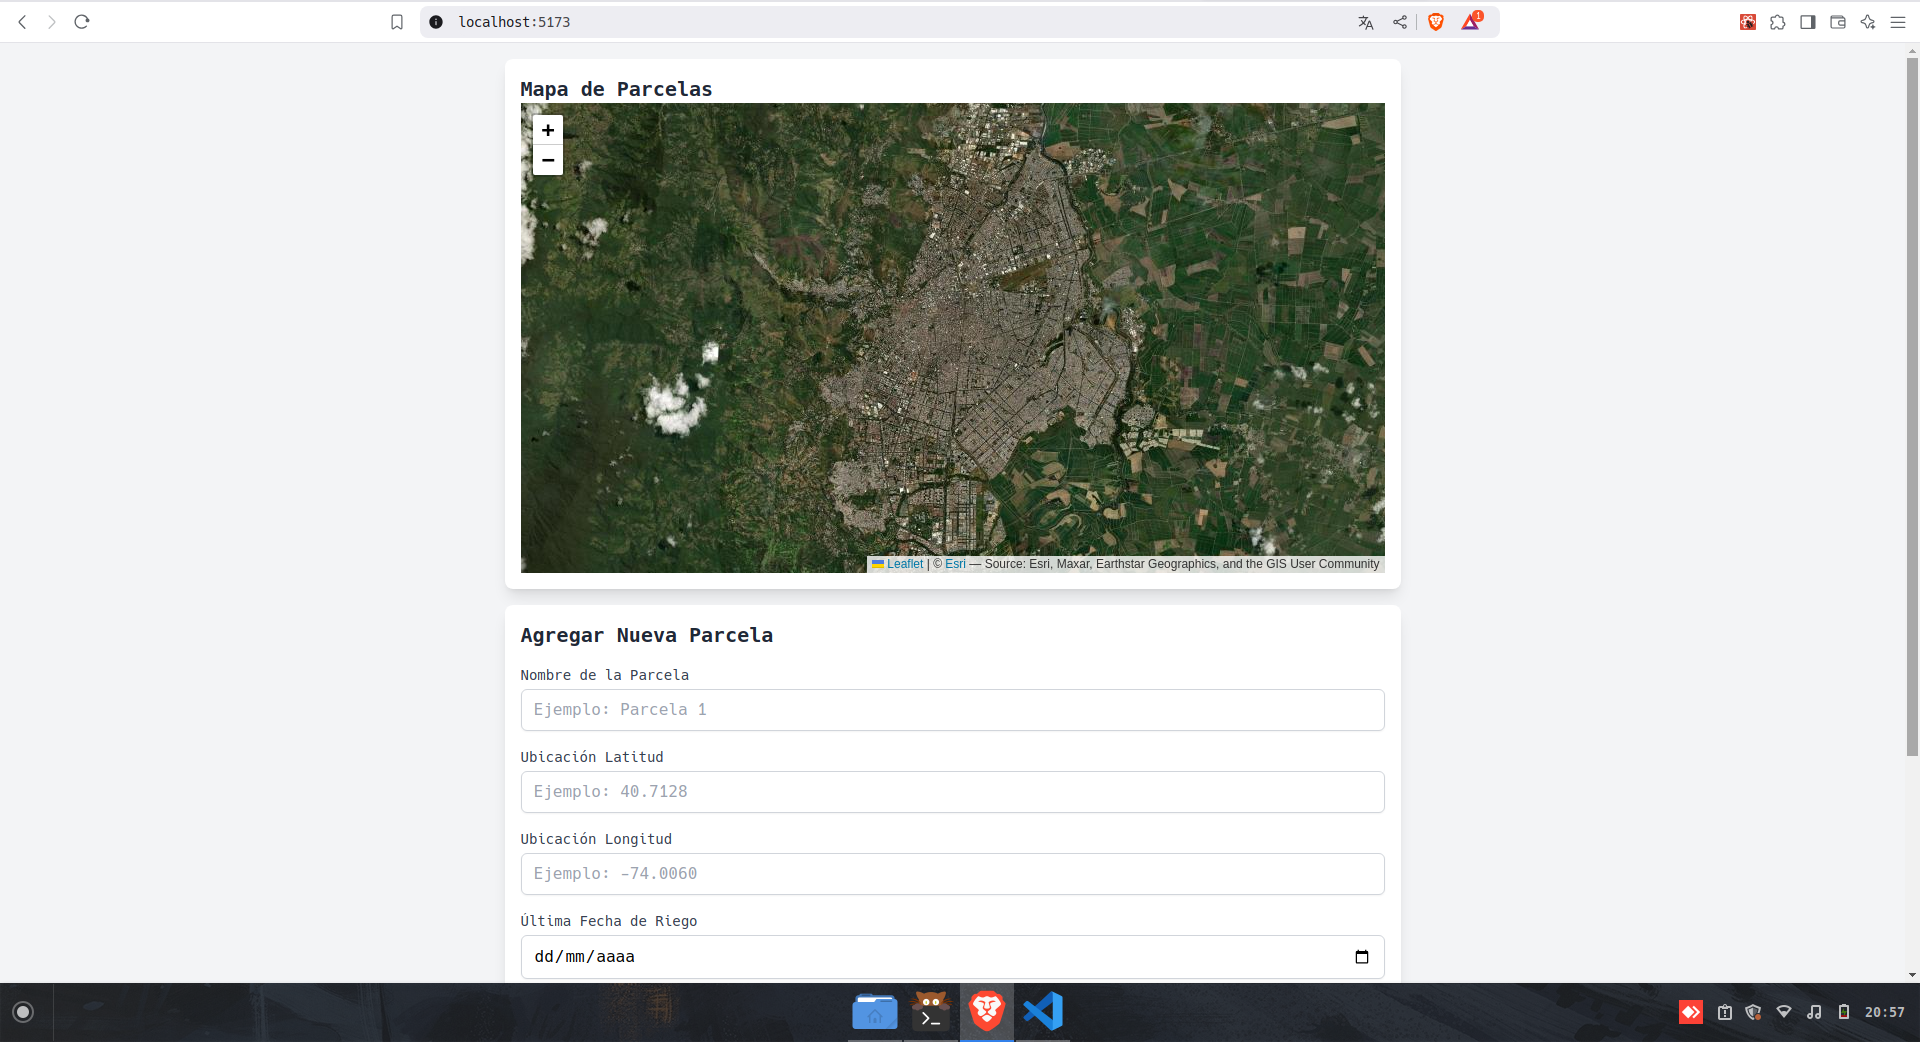 localhost:5173
1
Mapa de Parcelas
+
−
Leaflet | © Esri — Source: Esri, Maxar, Earthstar Geographics, and the GIS User Community
Agregar Nueva Parcela
Nombre de la Parcela
Ejemplo: Parcela 1
Ubicación Latitud
Ejemplo: 40.7128
Ubicación Longitud
Ejemplo: -74.0060
Última Fecha de Riego
dd/mm/aaaa
20:57